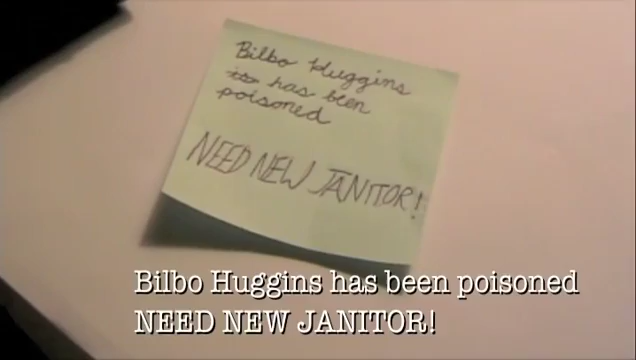 Bilbo Huggins
has been
poisoned
NEED NEW JANITOR!
Bilbo Huggins has been poisoned
NEED NEW JANITOR!